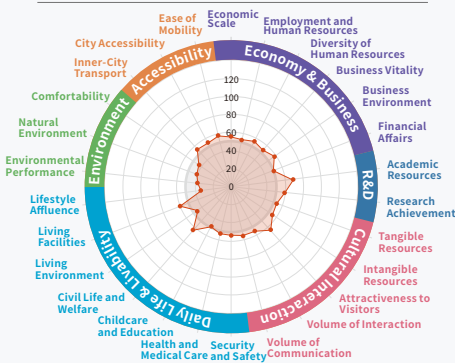 Ease of
Mobility
Economic
Scale
Employment and
Human Resources
City Accessibility
Diversity of
Human Resources
Inner-City
Transport
Business Vitality
Accessibility
Economy & Business
Comfortability
Business
Environment
120
100
80
60
40
20
0
Natural
Environment
Financial
Affairs
Environment
Environmental
Performance
Academic
Resources
R&D
Lifestyle
Affluence
Research
Achievement
Living
Facilities
Tangible
Resources
Living
Environment
Intangible
Resources
Daily Life & Livability
Cultural Interaction
Civil Life and
Welfare
Attractiveness to
Visitors
Childcare
and Education
Volume of Interaction
Health and
Medical Care
Security
and Safety
Volume of
Communication